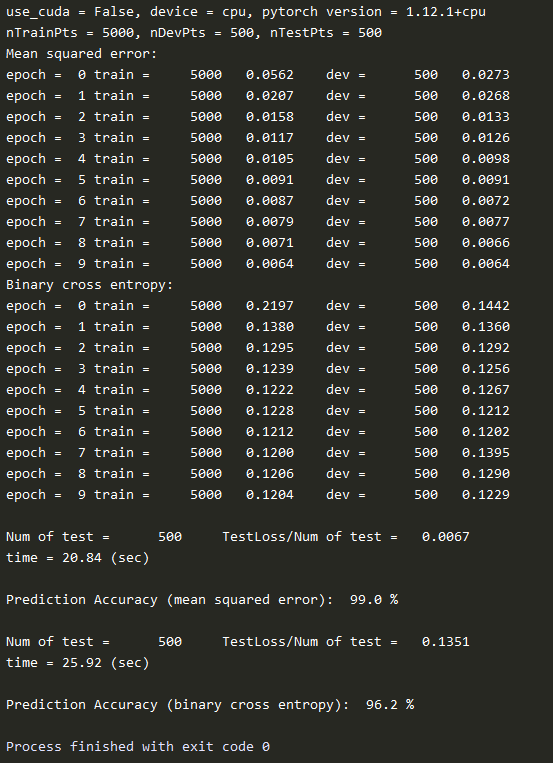 use_cuda = False, device = cpu, pytorch version = 1.12.1+cpu
nTrainPts = 5000, nDevPts = 500, nTestPts = 500
Mean squared error:
epoch =  0 train =     5000   0.0562    dev =      500   0.0273
epoch =  1 train =     5000   0.0207    dev =      500   0.0268
epoch =  2 train =     5000   0.0158    dev =      500   0.0133
epoch =  3 train =     5000   0.0117    dev =      500   0.0126
epoch =  4 train =     5000   0.0105    dev =      500   0.0098
epoch =  5 train =     5000   0.0091    dev =      500   0.0091
epoch =  6 train =     5000   0.0087    dev =      500   0.0072
epoch =  7 train =     5000   0.0079    dev =      500   0.0077
epoch =  8 train =     5000   0.0071    dev =      500   0.0066
epoch =  9 train =     5000   0.0064    dev =      500   0.0064
Binary cross entropy:
epoch =  0 train =     5000   0.2197    dev =      500   0.1442
epoch =  1 train =     5000   0.1380    dev =      500   0.1360
epoch =  2 train =     5000   0.1295    dev =      500   0.1292
epoch =  3 train =     5000   0.1239    dev =      500   0.1256
epoch =  4 train =     5000   0.1222    dev =      500   0.1267
epoch =  5 train =     5000   0.1228    dev =      500   0.1212
epoch =  6 train =     5000   0.1212    dev =      500   0.1202
epoch =  7 train =     5000   0.1200    dev =      500   0.1395
epoch =  8 train =     5000   0.1206    dev =      500   0.1290
epoch =  9 train =     5000   0.1204    dev =      500   0.1229

Num of test =      500     TestLoss/Num of test =   0.0067
time = 20.84 (sec)

Prediction Accuracy (mean squared error):  99.0 %

Num of test =      500     TestLoss/Num of test =   0.1351
time = 25.92 (sec)

Prediction Accuracy (binary cross entropy):  96.2 %

Process finished with exit code 0